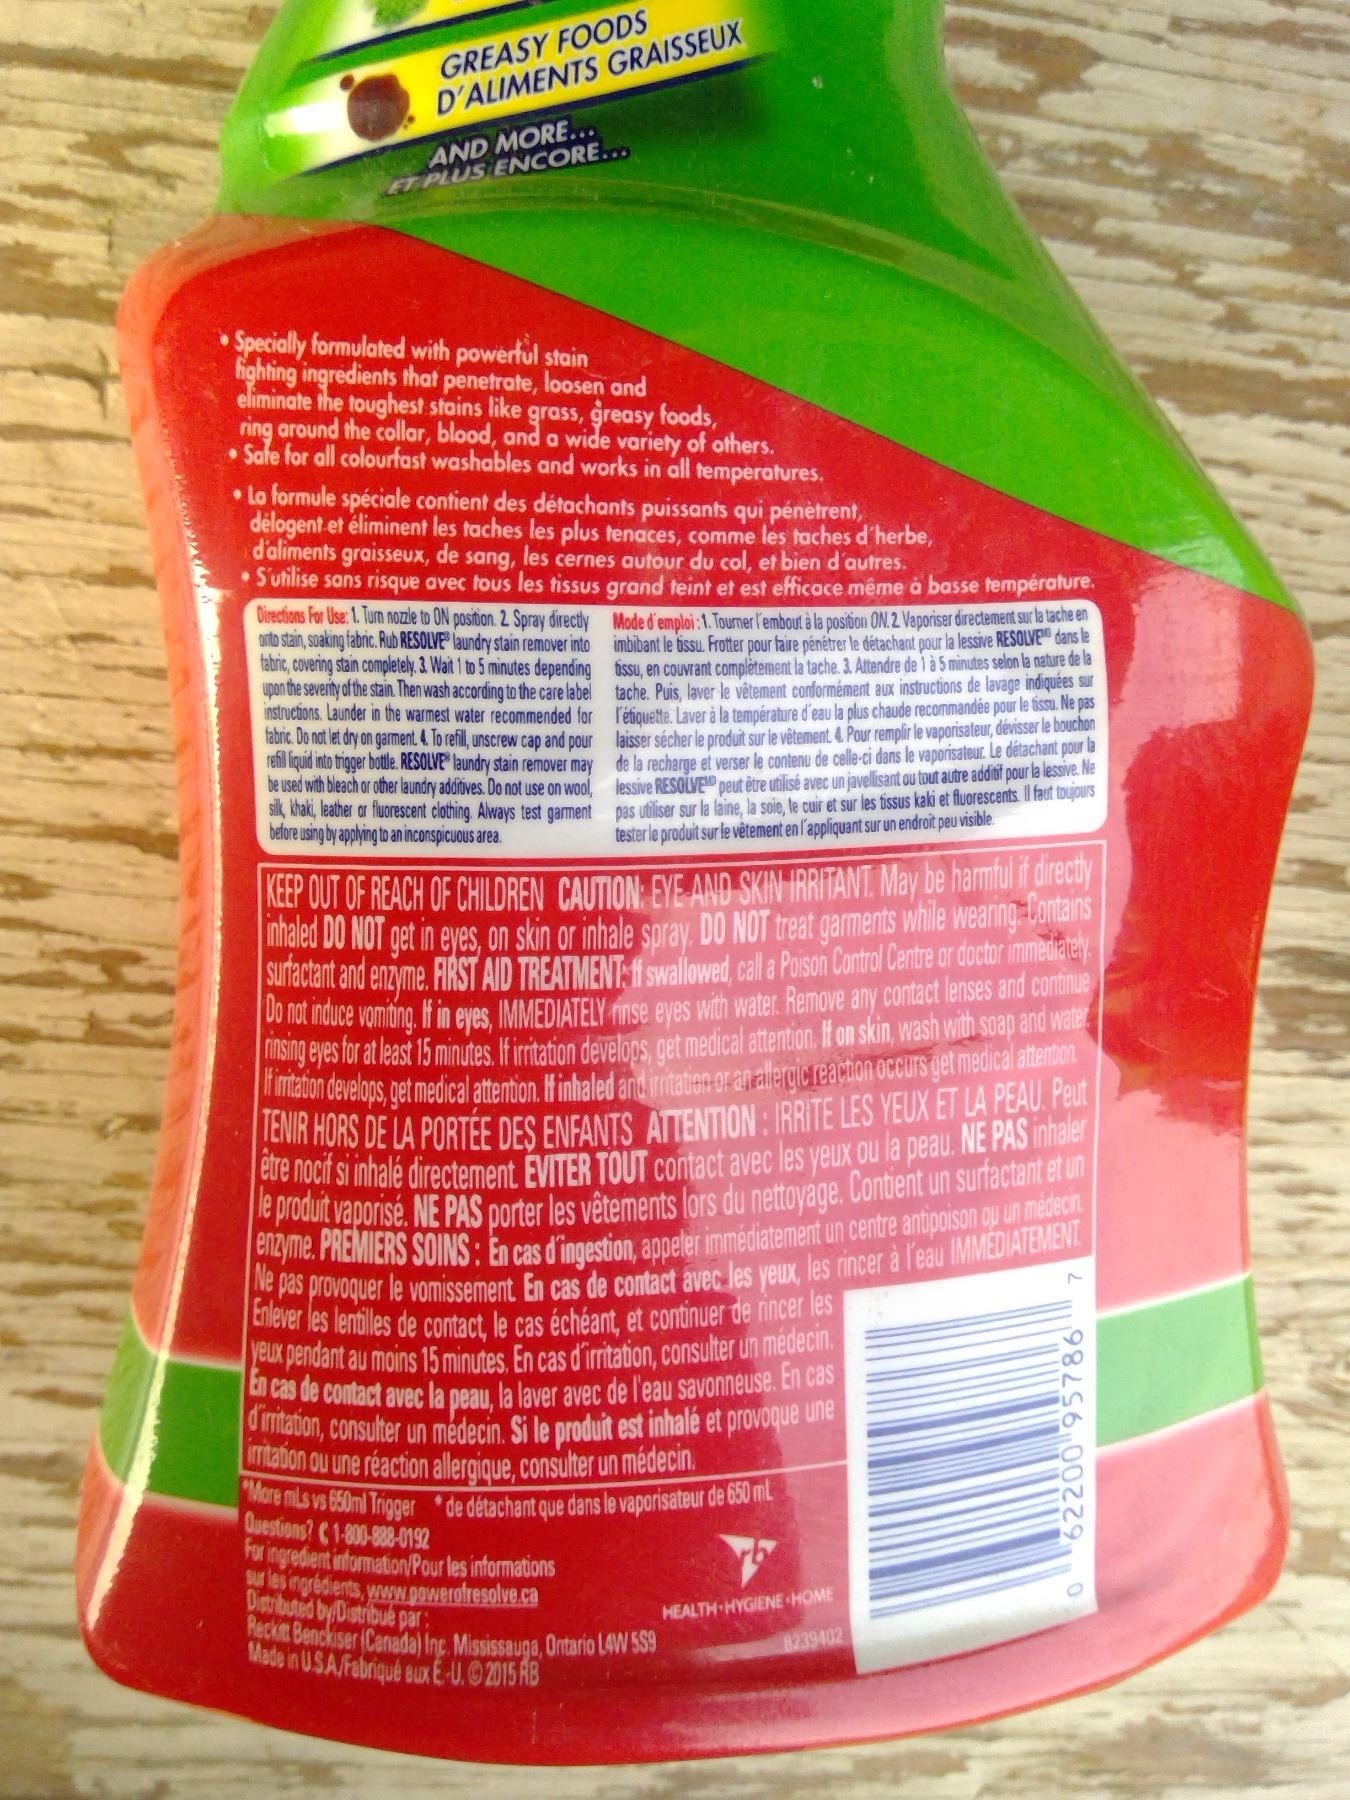 GREASY FOODS
D'ALIMENTS GRAISSEUX
AND MORE...
ET PLUS ENCORE...
• Specially formulated with powerful stain
fighting ingredients that penetrate, loosen and
eliminate the toughest stains like grass, greasy foods,
ring around the collar, blood, and a wide variety of others.
• Safe for all colourfast washables and works in all temperatures.
• La formule spéciale contient des détachants puissants qui pénètrent,
délogent et éliminent les taches les plus tenaces, comme les taches d'herbe,
d'aliments graisseux, de sang, les cernes autour du col, et bien d'autres.
• S'utilise sans risque avec tous les tissus grand teint et est efficace même à basse température.
Directions For Use: 1. Turn nozzle to ON position. 2. Spray directly
onto stain, soaking fabric. Rub RESOLVE® laundry stain remover into
fabric, covering stain completely. 3. Wait 1 to 5 minutes depending
upon the severity of the stain. Then wash according to the care label
instructions. Launder in the warmest water recommended for
fabric. Do not let dry on garment. 4. To refill, unscrew cap and pour
refill liquid into trigger bottle. RESOLVE® laundry stain remover may
be used with bleach or other laundry additives. Do not use on wool,
silk, khaki, leather or fluorescent clothing. Always test garment
before using by applying to an inconspicuous area.
Mode d'emploi : 1. Tourner l'embout à la position ON. 2. Vaporiser directement sur la tache en
imbibant le tissu. Frotter pour faire pénétrer le détachant pour la lessive RESOLVEMD dans le
tissu, en couvrant complètement la tache. 3. Attendre de 1 à 5 minutes selon la nature de la
tache. Puis, laver le vêtement conformément aux instructions de lavage indiquées sur
l'étiquette. Laver à la température d'eau la plus chaude recommandée pour le tissu. Ne pas
laisser sécher le produit sur le vêtement. 4. Pour remplir le vaporisateur, dévisser le bouchon
de la recharge et verser le contenu de celle-ci dans le vaporisateur. Le détachant pour la
lessive RESOLVEMD peut être utilisé avec un javellisant ou tout autre additif pour la lessive. Ne
pas utiliser sur la laine, la soie, le cuir et sur les tissus kaki et fluorescents. Il faut toujours
tester le produit sur le vêtement en l'appliquant sur un endroit peu visible.
KEEP OUT OF REACH OF CHILDREN CAUTION: EYE AND SKIN IRRITANT. May be harmful if directly
inhaled DO NOT get in eyes, on skin or inhale spray. DO NOT treat garments while wearing. Contains
surfactant and enzyme. FIRST AID TREATMENT: If swallowed, call a Poison Control Centre or doctor immediately.
Do not induce vomiting. If in eyes, IMMEDIATELY rinse eyes with water. Remove any contact lenses and continue
rinsing eyes for at least 15 minutes. If irritation develops, get medical attention. If on skin, wash with soap and water.
If irritation develops, get medical attention. If inhaled and irritation or an allergic reaction occurs get medical attention.
TENIR HORS DE LA PORTÉE DES ENFANTS ATTENTION : IRRITE LES YEUX ET LA PEAU. Peut
être nocif si inhalé directement. ÉVITER TOUT contact avec les yeux ou la peau. NE PAS inhaler
le produit vaporisé. NE PAS porter les vêtements lors du nettoyage. Contient un surfactant et un
enzyme. PREMIERS SOINS : En cas d'ingestion, appeler immédiatement un centre antipoison ou un médecin.
Ne pas provoquer le vomissement. En cas de contact avec les yeux, les rincer à l'eau IMMÉDIATEMENT.
Enlever les lentilles de contact, le cas échéant, et continuer de rincer les
yeux pendant au moins 15 minutes. En cas d'irritation, consulter un médecin.
En cas de contact avec la peau, la laver avec de l'eau savonneuse. En cas
d'irritation, consulter un médecin. Si le produit est inhalé et provoque une
irritation ou une réaction allergique, consulter un médecin.
*More mLs vs 650ml Trigger * de détachant que dans le vaporisateur de 650 mL
Questions? 1-800-888-0192
For ingredient information/Pour les informations
sur les ingrédients, www.powerofresolve.ca
Distributed by/Distribué par :
Reckitt Benckiser (Canada) Inc. Mississauga, Ontario L4W 5S9
Made in U.S.A/Fabriqué aux É.-U. © 2015 RB
rb
HEALTH•HYGIENE•HOME
8239402
0 62200 95786 7